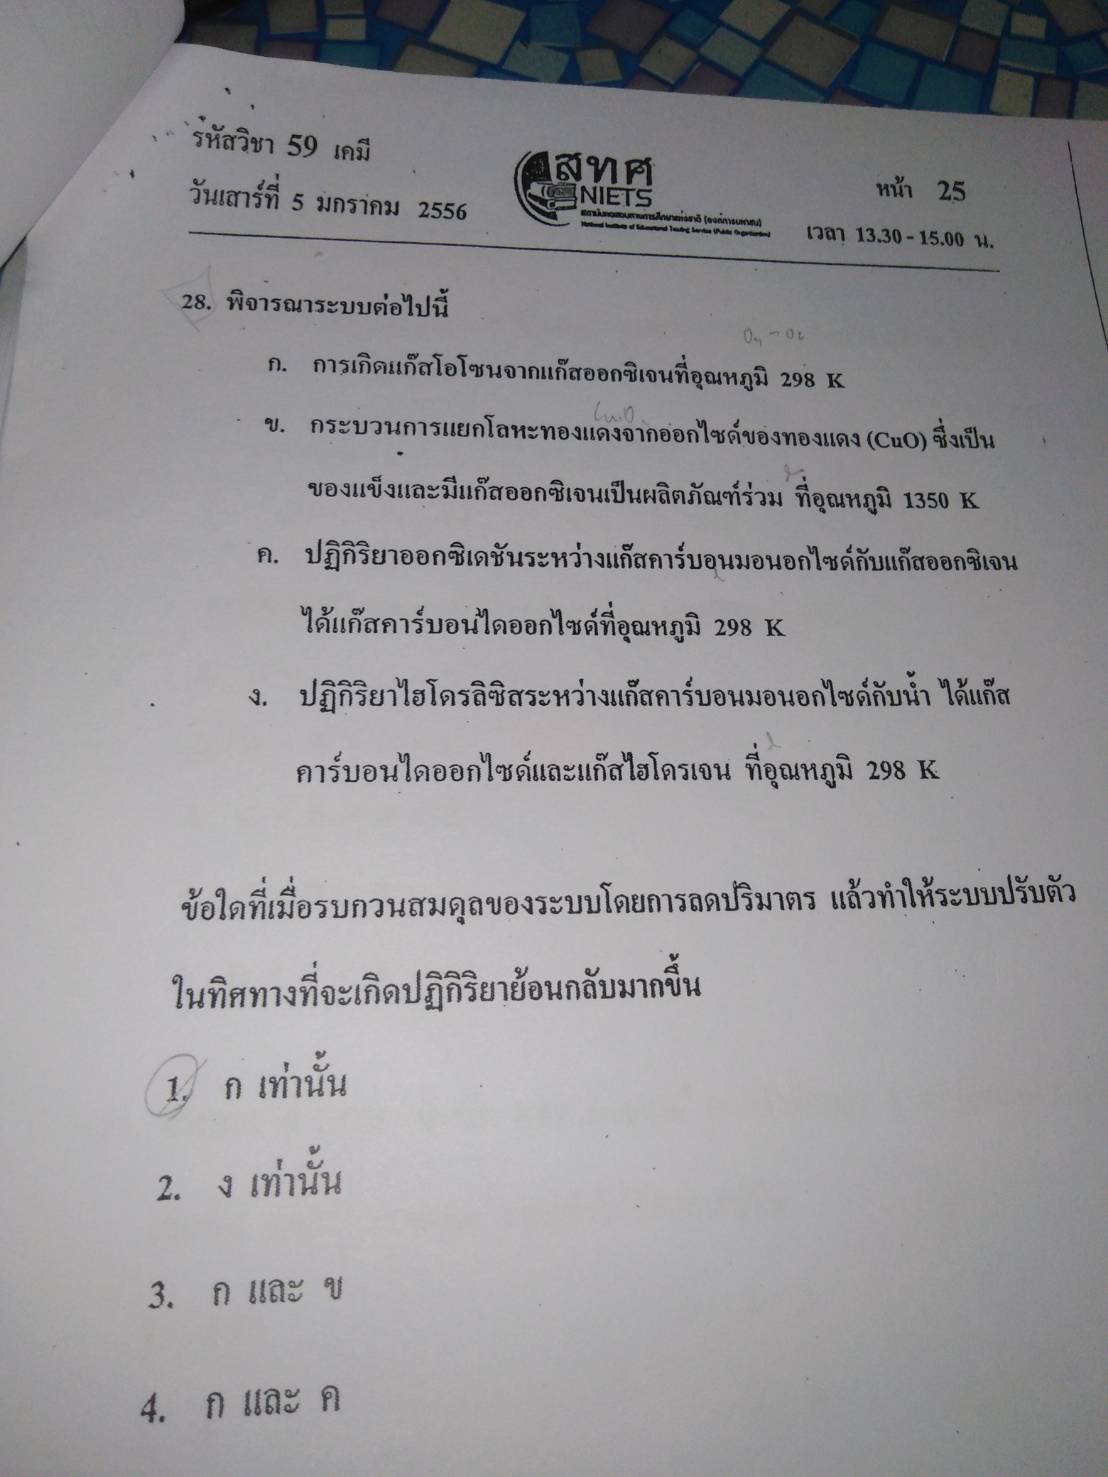 รหัสวิชา 59 เคมี
วันเสาร์ที่ 5 มกราคม 2556
สทศ
NIETS
สถาบันทดสอบทางการศึกษาแห่งชาติ (องค์การมหาชน)
National Institute of Educational Testing Service (Public Organization)
หน้า 25
เวลา 13.30 - 15.00 น.
28. พิจารณาระบบต่อไปนี้
ก. การเกิดแก๊สโอโซนจากแก๊สออกซิเจนที่อุณหภูมิ 298 K
CuO
ข. กระบวนการแยกโลหะทองแดงจากออกไซด์ของทองแดง (CuO) ซึ่งเป็น
ของแข็งและมีแก๊สออกซิเจนเป็นผลิตภัณฑ์ร่วม ที่อุณหภูมิ 1350 K
ค. ปฏิกิริยาออกซิเดชันระหว่างแก๊สคาร์บอนมอนอกไซด์กับแก๊สออกซิเจน
ได้แก๊สคาร์บอนไดออกไซด์ที่อุณหภูมิ 298 K
ง. ปฏิกิริยาไฮโดรลิซิสระหว่างแก๊สคาร์บอนมอนอกไซด์กับน้ำ ได้แก๊ส
คาร์บอนไดออกไซด์และแก๊สไฮโดรเจน ที่อุณหภูมิ 298 K
ข้อใดที่เมื่อรบกวนสมดุลของระบบโดยการลดปริมาตร แล้วทำให้ระบบปรับตัว
ในทิศทางที่จะเกิดปฏิกิริยาย้อนกลับมากขึ้น
1. ก เท่านั้น
2. ง เท่านั้น
3. ก และ ข
4. ก และ ค